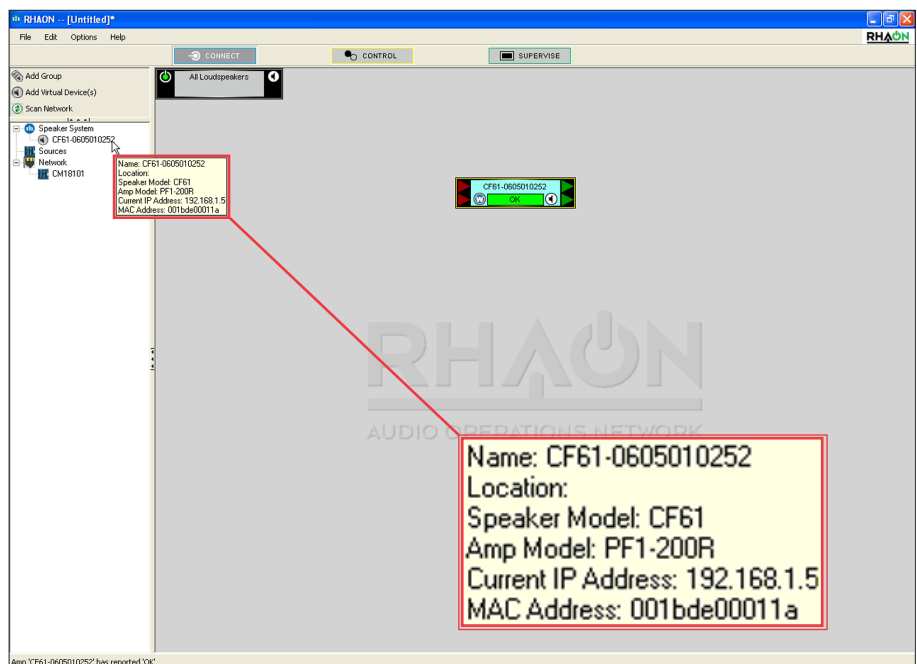 RHAON -- [Untitled]*
File Edit Options Help
RHAON
CONNECT
CONTROL
SUPERVISE
Add Group
Add Virtual Device(s)
Scan Network
All Loudspeakers
Speaker System
CF61-0605010252
Sources
Network
CM18101
Name: CF61-0605010252
Location:
Speaker Model: CF61
Amp Model: PF1-200R
Current IP Address: 192.168.1.5
MAC Address: 001bde00011a
CF61-0605010252
OK
RHAON
AUDIO OPERATIONS NETWORK
Name: CF61-0605010252
Location:
Speaker Model: CF61
Amp Model: PF1-200R
Current IP Address: 192.168.1.5
MAC Address: 001bde00011a
Amp 'CF61-0605010252' has reported 'OK'